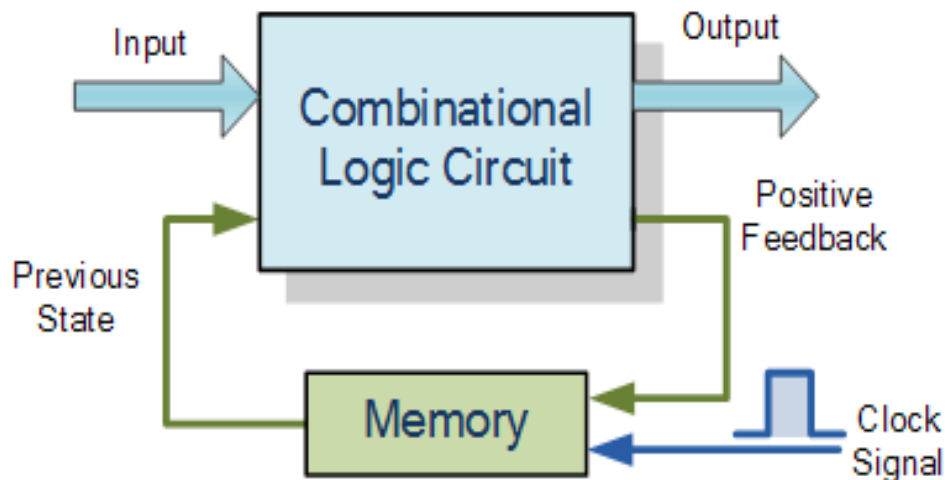 Input
Output
Combinational
Logic Circuit
Positive
Feedback
Previous
State
Memory
Clock
Signal